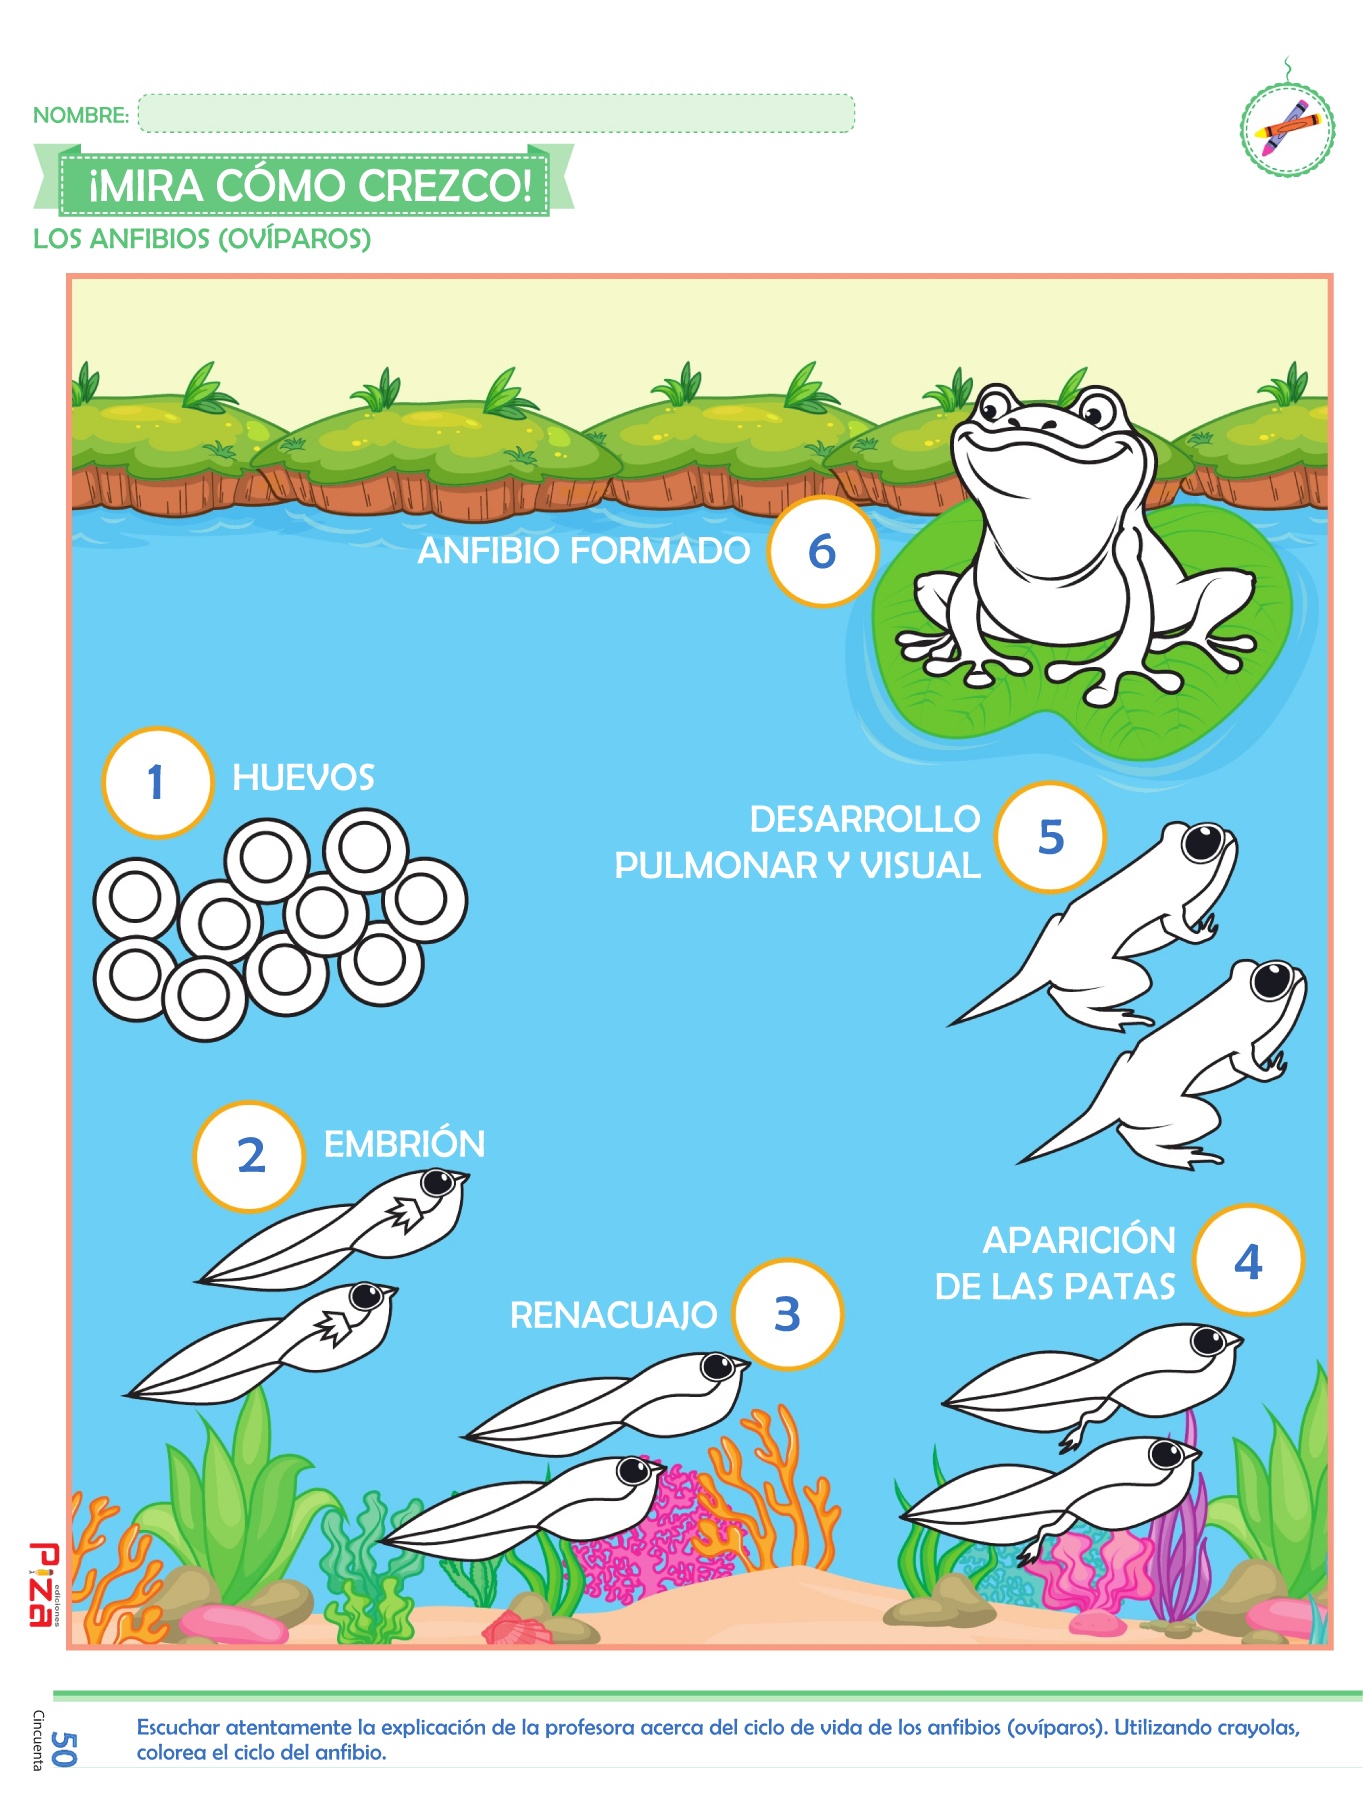 NOMBRE:
¡MIRA CÓMO CREZCO!
LOS ANFIBIOS (OVÍPAROS)
ANFIBIO FORMADO
6
1
HUEVOS
DESARROLLO
PULMONAR Y VISUAL
5
2
EMBRIÓN
APARICIÓN
DE LAS PATAS
4
RENACUAJO
3
Piza
ediciones
Cincuenta
50
Escuchar atentamente la explicación de la profesora acerca del ciclo de vida de los anfibios (ovíparos). Utilizando crayolas,
colorea el ciclo del anfibio.